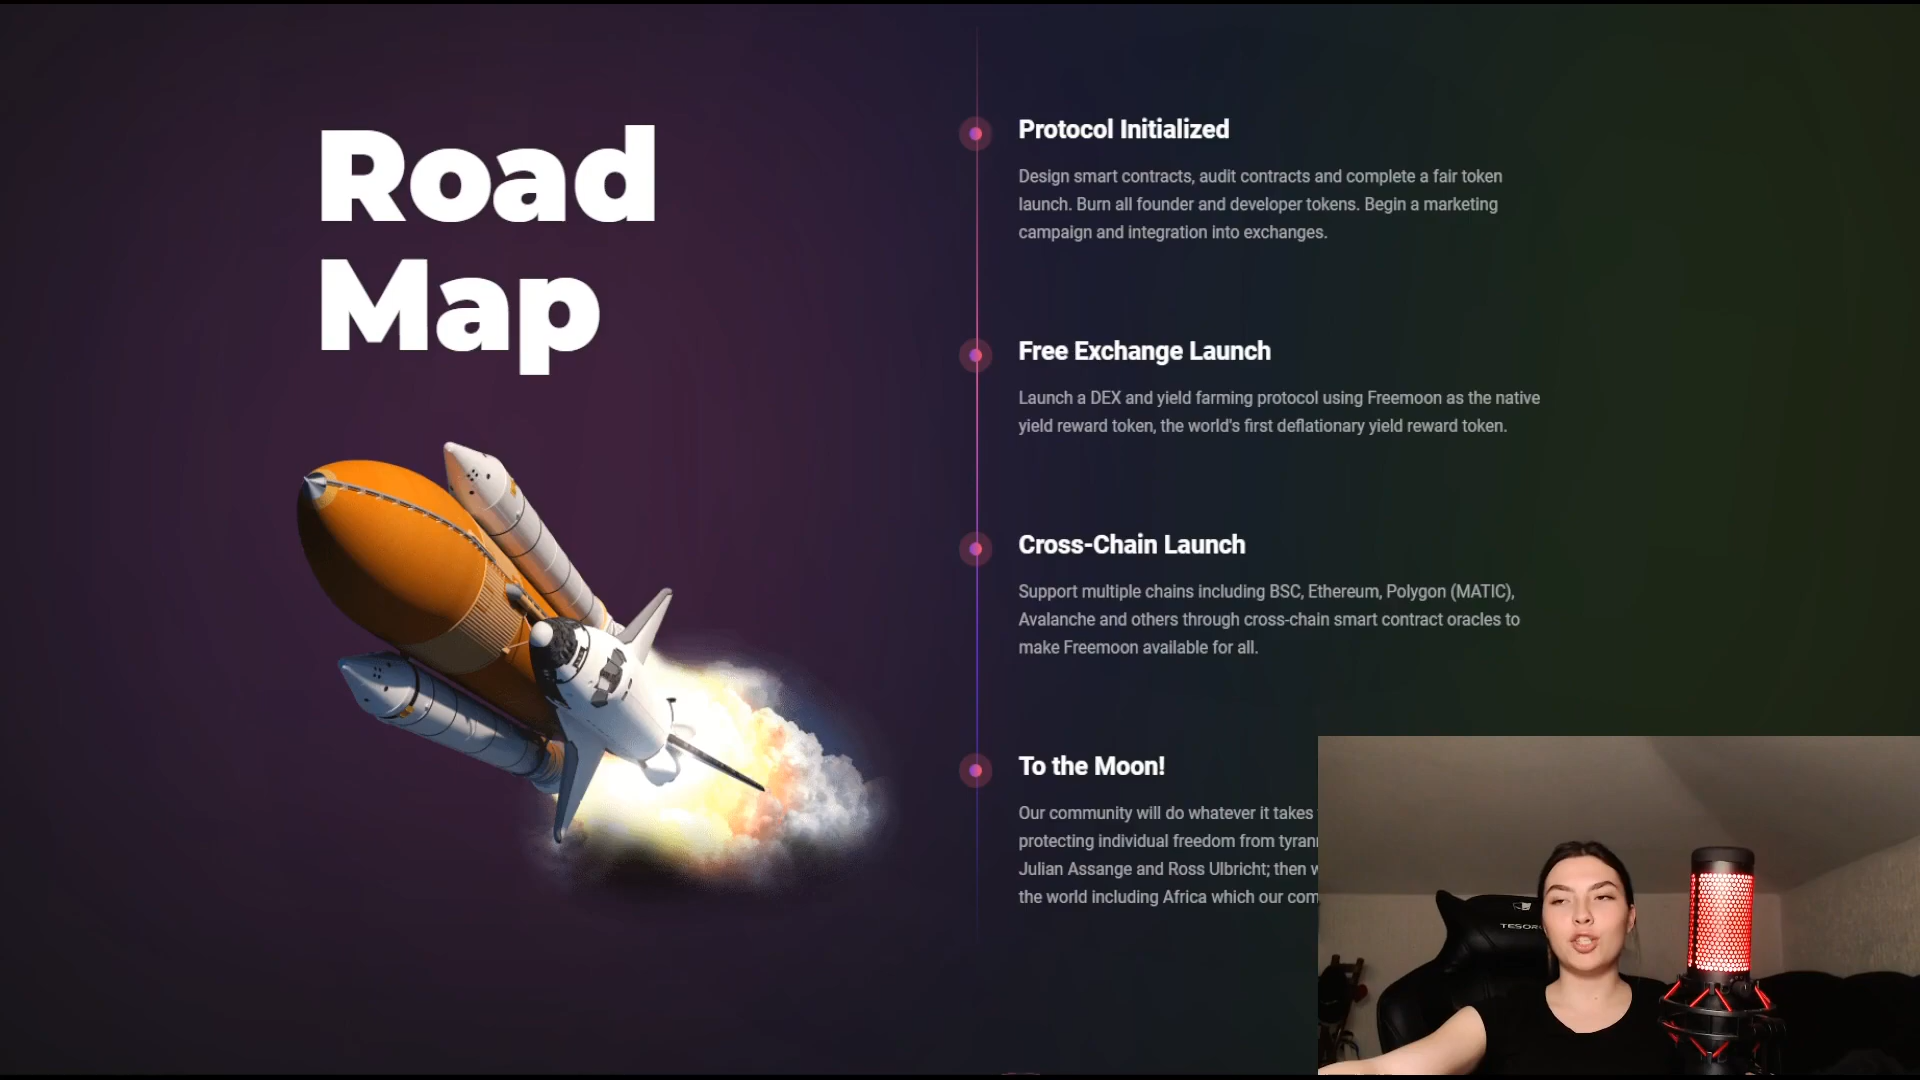 Road
Map
Protocol Initialized
Design smart contracts, audit contracts and complete a fair token
launch. Burn all founder and developer tokens. Begin a marketing
campaign and integration into exchanges.
Free Exchange Launch
Launch a DEX and yield farming protocol using Freemoon as the native
yield reward token, the world's first deflationary yield reward token.
Cross-Chain Launch
Support multiple chains including BSC, Ethereum, Polygon (MATIC),
Avalanche and others through cross-chain smart contract oracles to
make Freemoon available for all.
To the Moon!
Our community will do whatever it takes
protecting individual freedom from
Julian Assange and Ross Ulbricht; then
the world including Africa which our